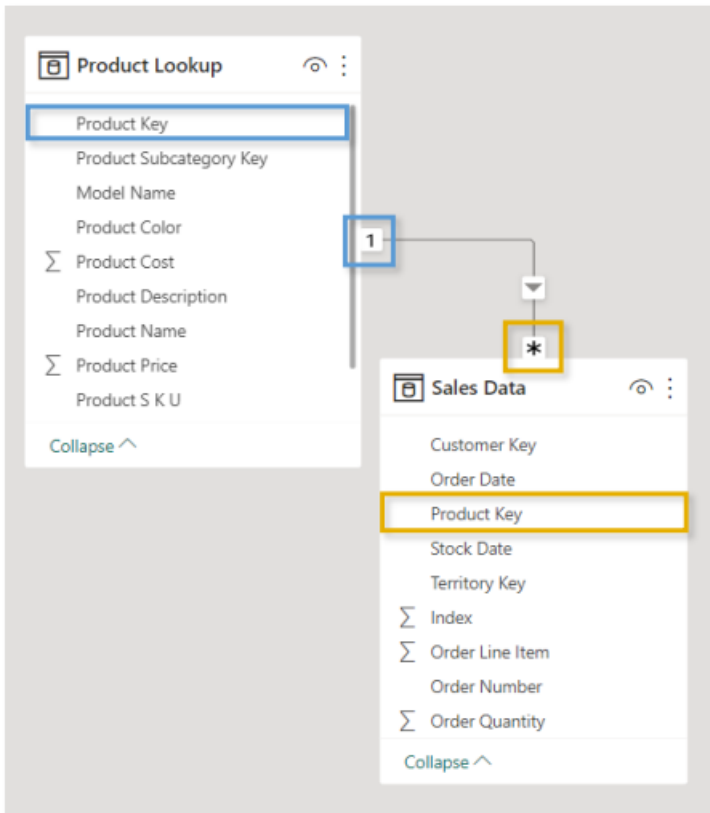 Product Lookup
Product Key
Product Subcategory Key
Model Name
Product Color
Product Cost
Product Description
Product Name
Product Price
Product S K U
Collapse
1
*
Sales Data
Customer Key
Order Date
Product Key
Stock Date
Territory Key
Index
Order Line Item
Order Number
Order Quantity
Collapse